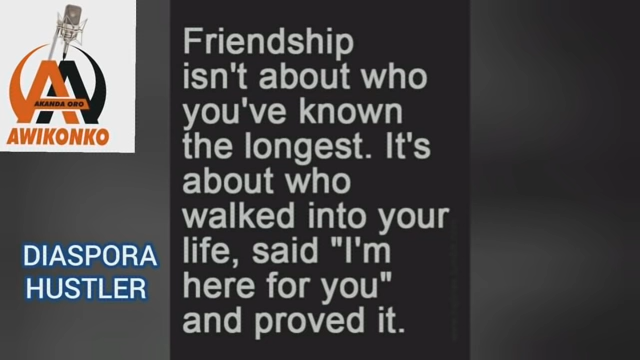 AKANDA ORO
AWIKONKO
DIASPORA
HUSTLER
Friendship
isn't about who
you've known
the longest. It's
about who
walked into your
life, said "I'm
here for you"
and proved it.